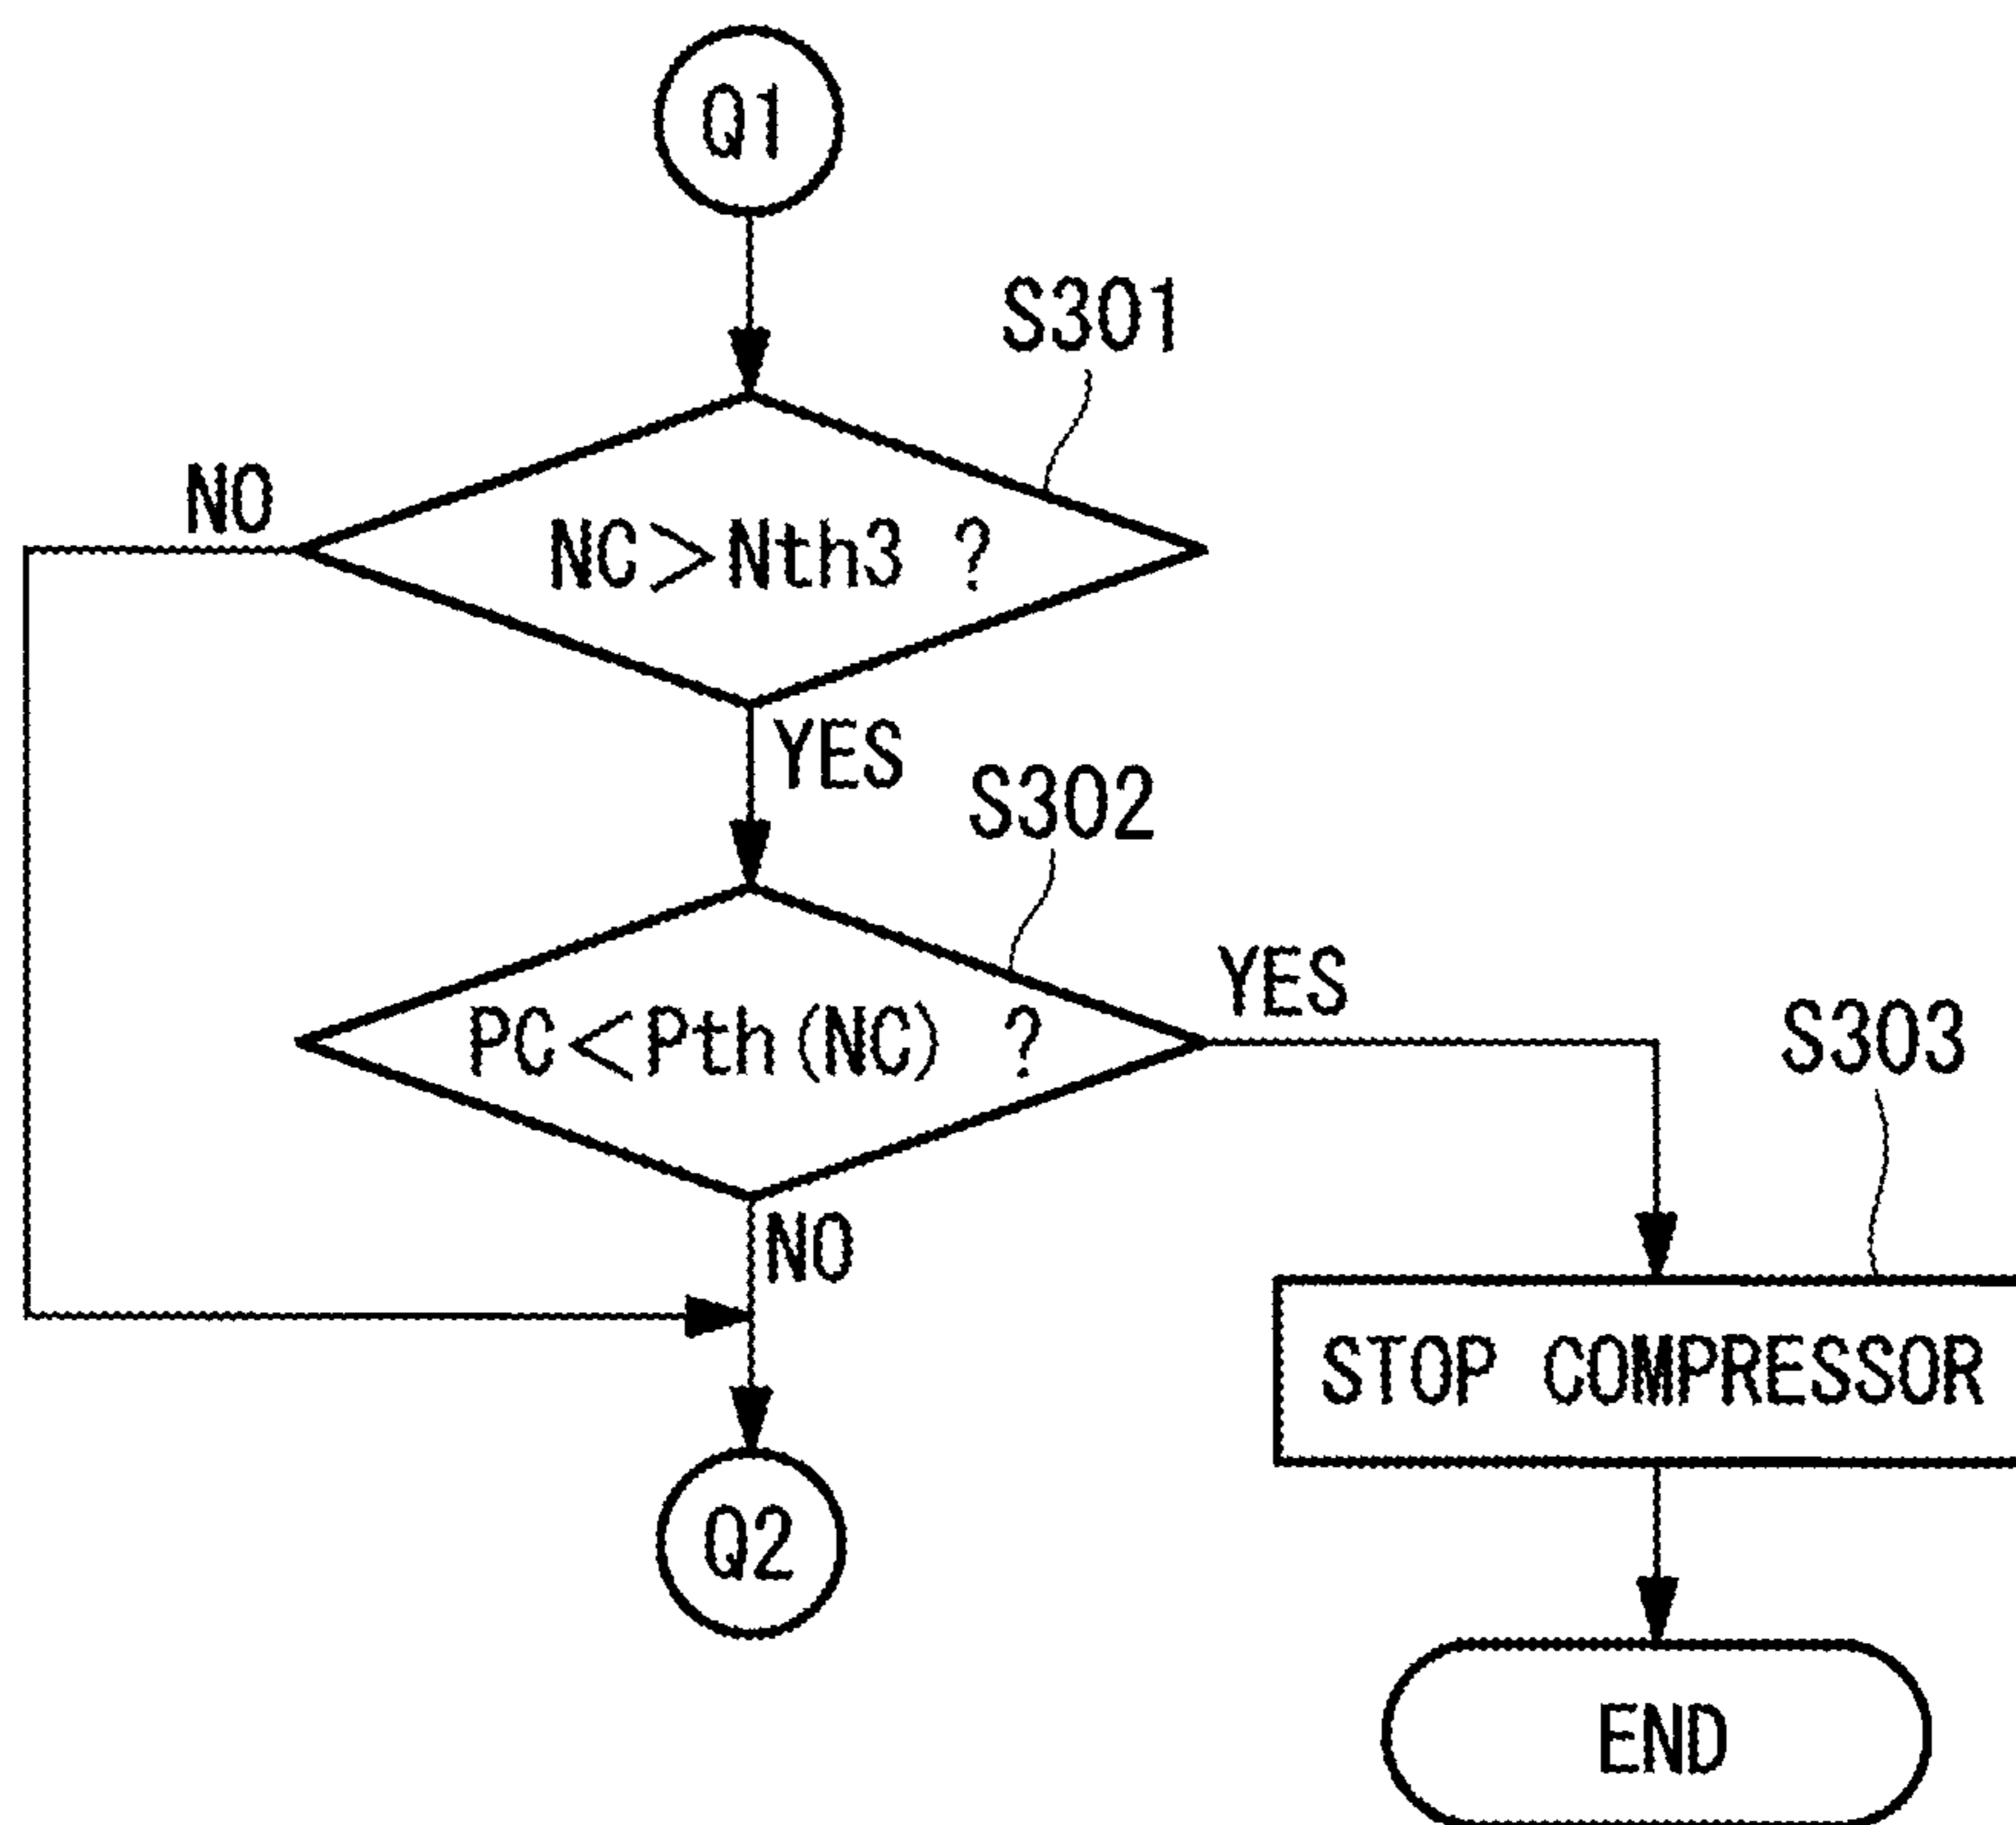 Q1
S301
NO
NC>Nth3 ?
YES
S302
YES
PC<Pth(NC) ?
S303
NO
STOP COMPRESSOR
Q2
END